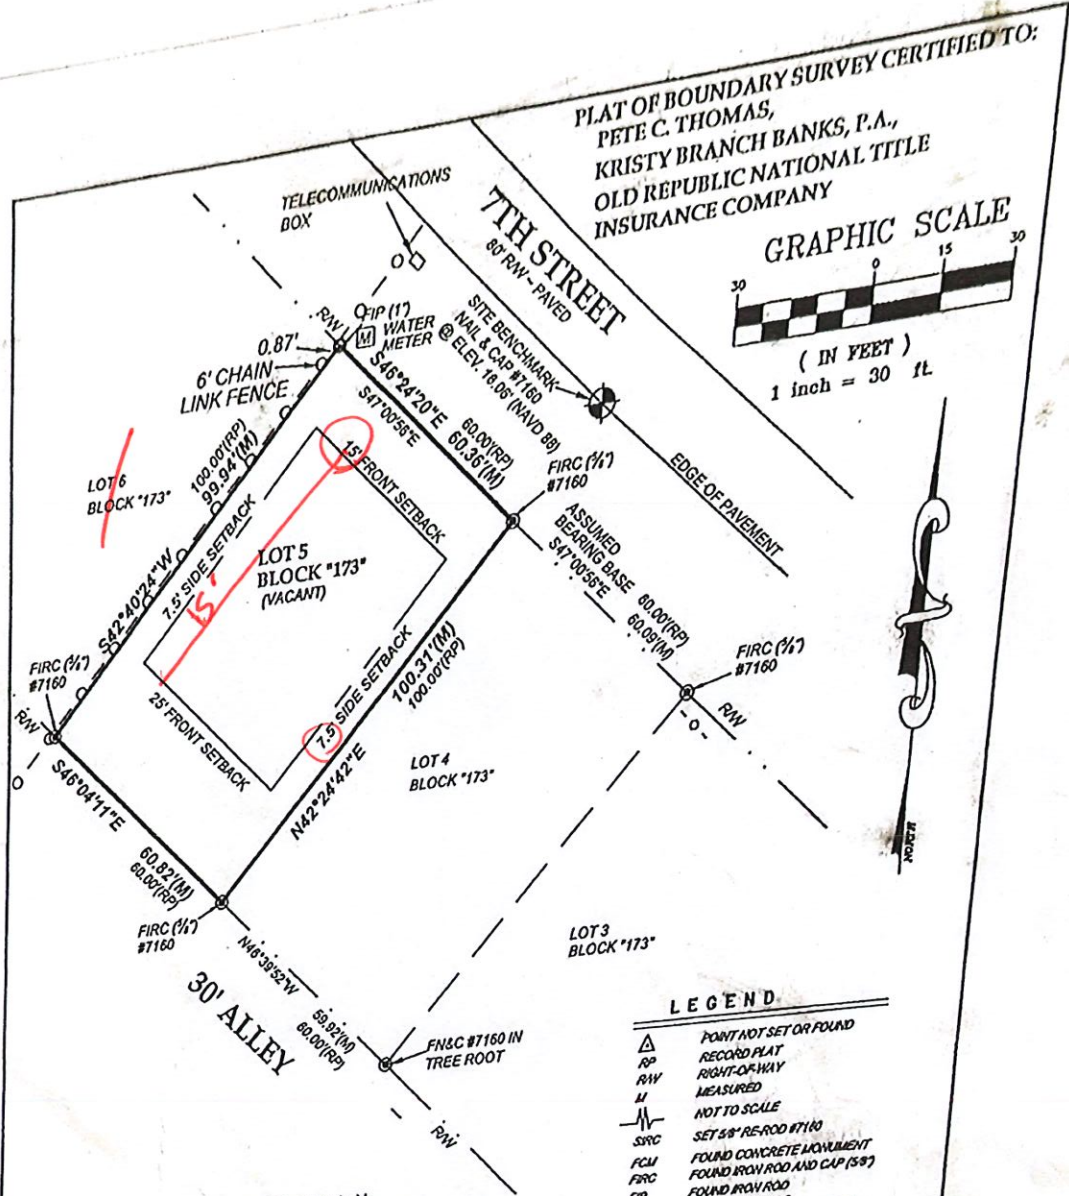 PLAT OF BOUNDARY SURVEY CERTIFIED TO:
PETE C. THOMAS,
KRISTY BRANCH BANKS, P.A.,
OLD REPUBLIC NATIONAL TITLE
INSURANCE COMPANY
GRAPHIC SCALE
30 0 15 30
( IN FEET )
1 inch = 30 ft.
TELECOMMUNICATIONS
BOX
7TH STREET
80' R/W ~ PAVED
SITE BENCHMARK
NAIL & CAP #7160
@ ELEV. 16.06' (NAVD 88)
R/W
FIP (1")
M WATER
METER
0.87'
6' CHAIN
LINK FENCE
S46°24'20"E 60.36'(M)
S47°00'56"E 60.00'(RP)
FIRC (5/8")
#7160
EDGE OF PAVEMENT
ASSUMED
BEARING BASE
S47°00'56"E 60.00'(RP)
60.09'(M)
FIRC (5/8")
#7160
R/W
LOT 6
BLOCK "173"
100.00'(RP)
99.94'(M)
S42°40'24"W
7.5' SIDE SETBACK
15' FRONT SETBACK
LOT 5
BLOCK "173"
(VACANT)
15'
25' FRONT SETBACK
7.5' SIDE SETBACK
100.31'(M)
100.00'(RP)
N42°24'42"E
FIRC (5/8")
#7160
R/W
S46°04'11"E
60.82'(M)
60.00'(RP)
FIRC (5/8")
#7160
LOT 4
BLOCK "173"
LOT 3
BLOCK "173"
30' ALLEY
N46°39'52"W
59.92'(M)
60.00'(RP)
FN&C #7160 IN
TREE ROOT
R/W
NORTH
LEGEND
POINT NOT SET OR FOUND
RP RECORD PLAT
R/W RIGHT-OF-WAY
M MEASURED
NOT TO SCALE
SIRC SET 5/8" RE-ROD #7160
FCM FOUND CONCRETE MONUMENT
FIRC FOUND IRON ROD AND CAP (5/8")
FOUND IRON ROD